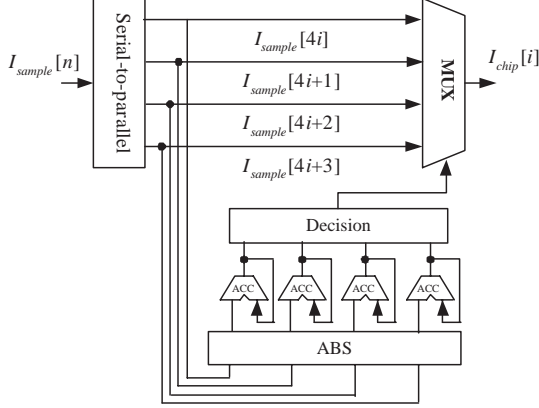 Serial-to-parallel
I_sample[n]
I_sample[4i]
I_sample[4i+1]
I_sample[4i+2]
I_sample[4i+3]
MUX
I_chip[i]
Decision
ACC
ACC
ACC
ACC
ABS